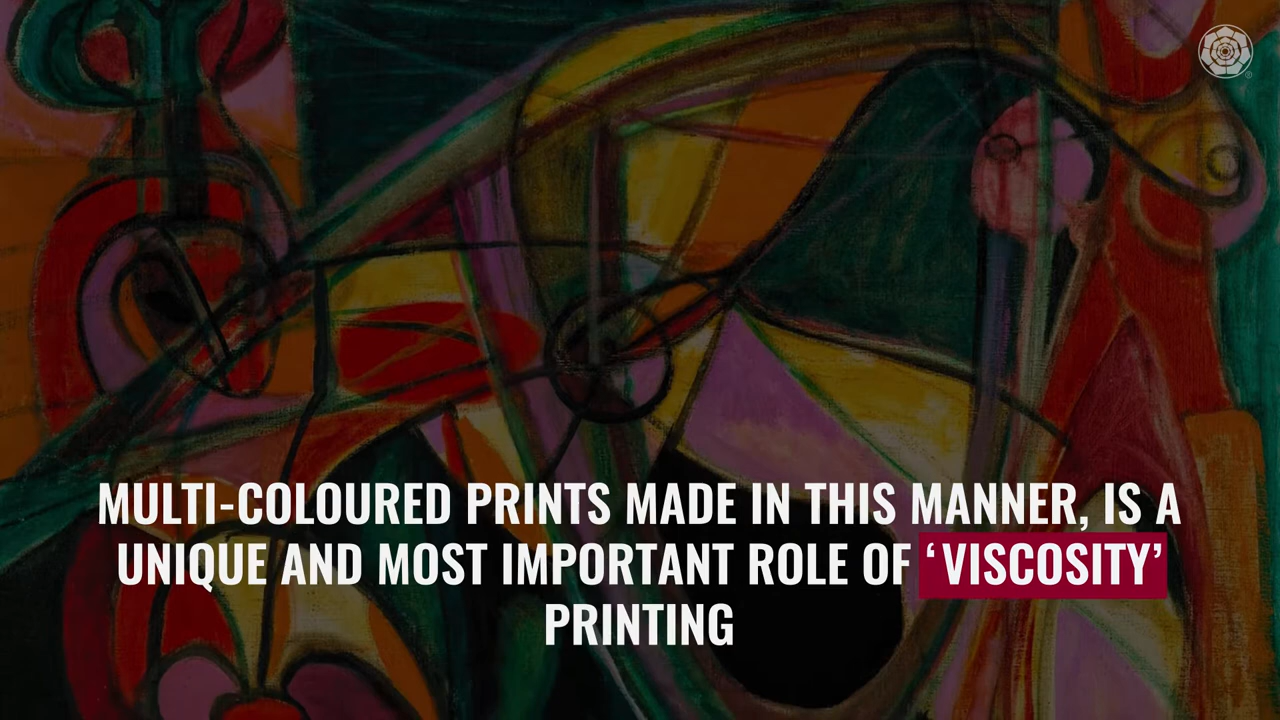 MULTI-COLOURED PRINTS MADE IN THIS MANNER, IS A
UNIQUE AND MOST IMPORTANT ROLE OF ‘VISCOSITY’
PRINTING
®